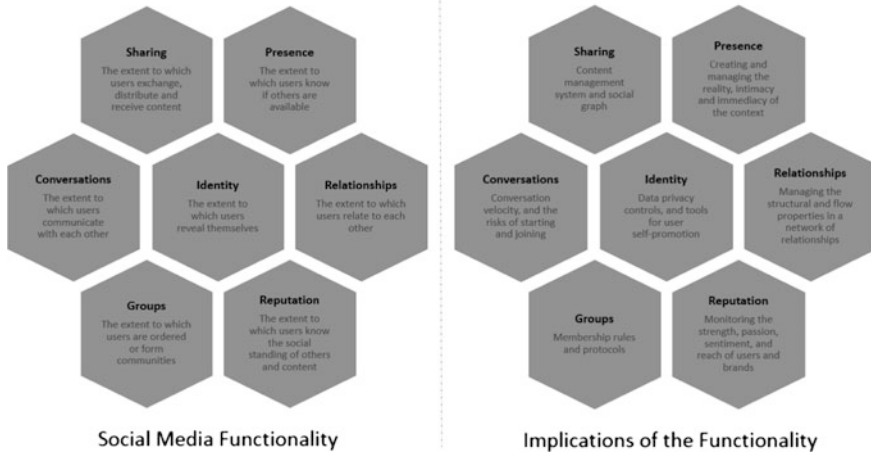 Sharing
The extent to which
users exchange,
distribute and
receive content
Presence
The extent to
which users know
if others are
available
Conversations
The extent to
which users
communicate
with each other
Identity
The extent to
which users
reveal themselves
Relationships
The extent to which
users relate to each
other
Groups
The extent to which
users are ordered
or form
communities
Reputation
The extent to
which users know
the social
standing of others
and content
Social Media Functionality
Sharing
Content
management
system and social
graph
Presence
Creating and
managing the
reality, intimacy
and immediacy of
the context
Conversations
Conversation
velocity, and the
risks of starting
and joining
Identity
Data privacy
controls, and tools
for user
self-promotion
Relationships
Managing the
structural and flow
properties in a
network of
relationships
Groups
Membership rules
and protocols
Reputation
Monitoring the
strength, passion,
sentiment, and
reach of users and
brands
Implications of the Functionality